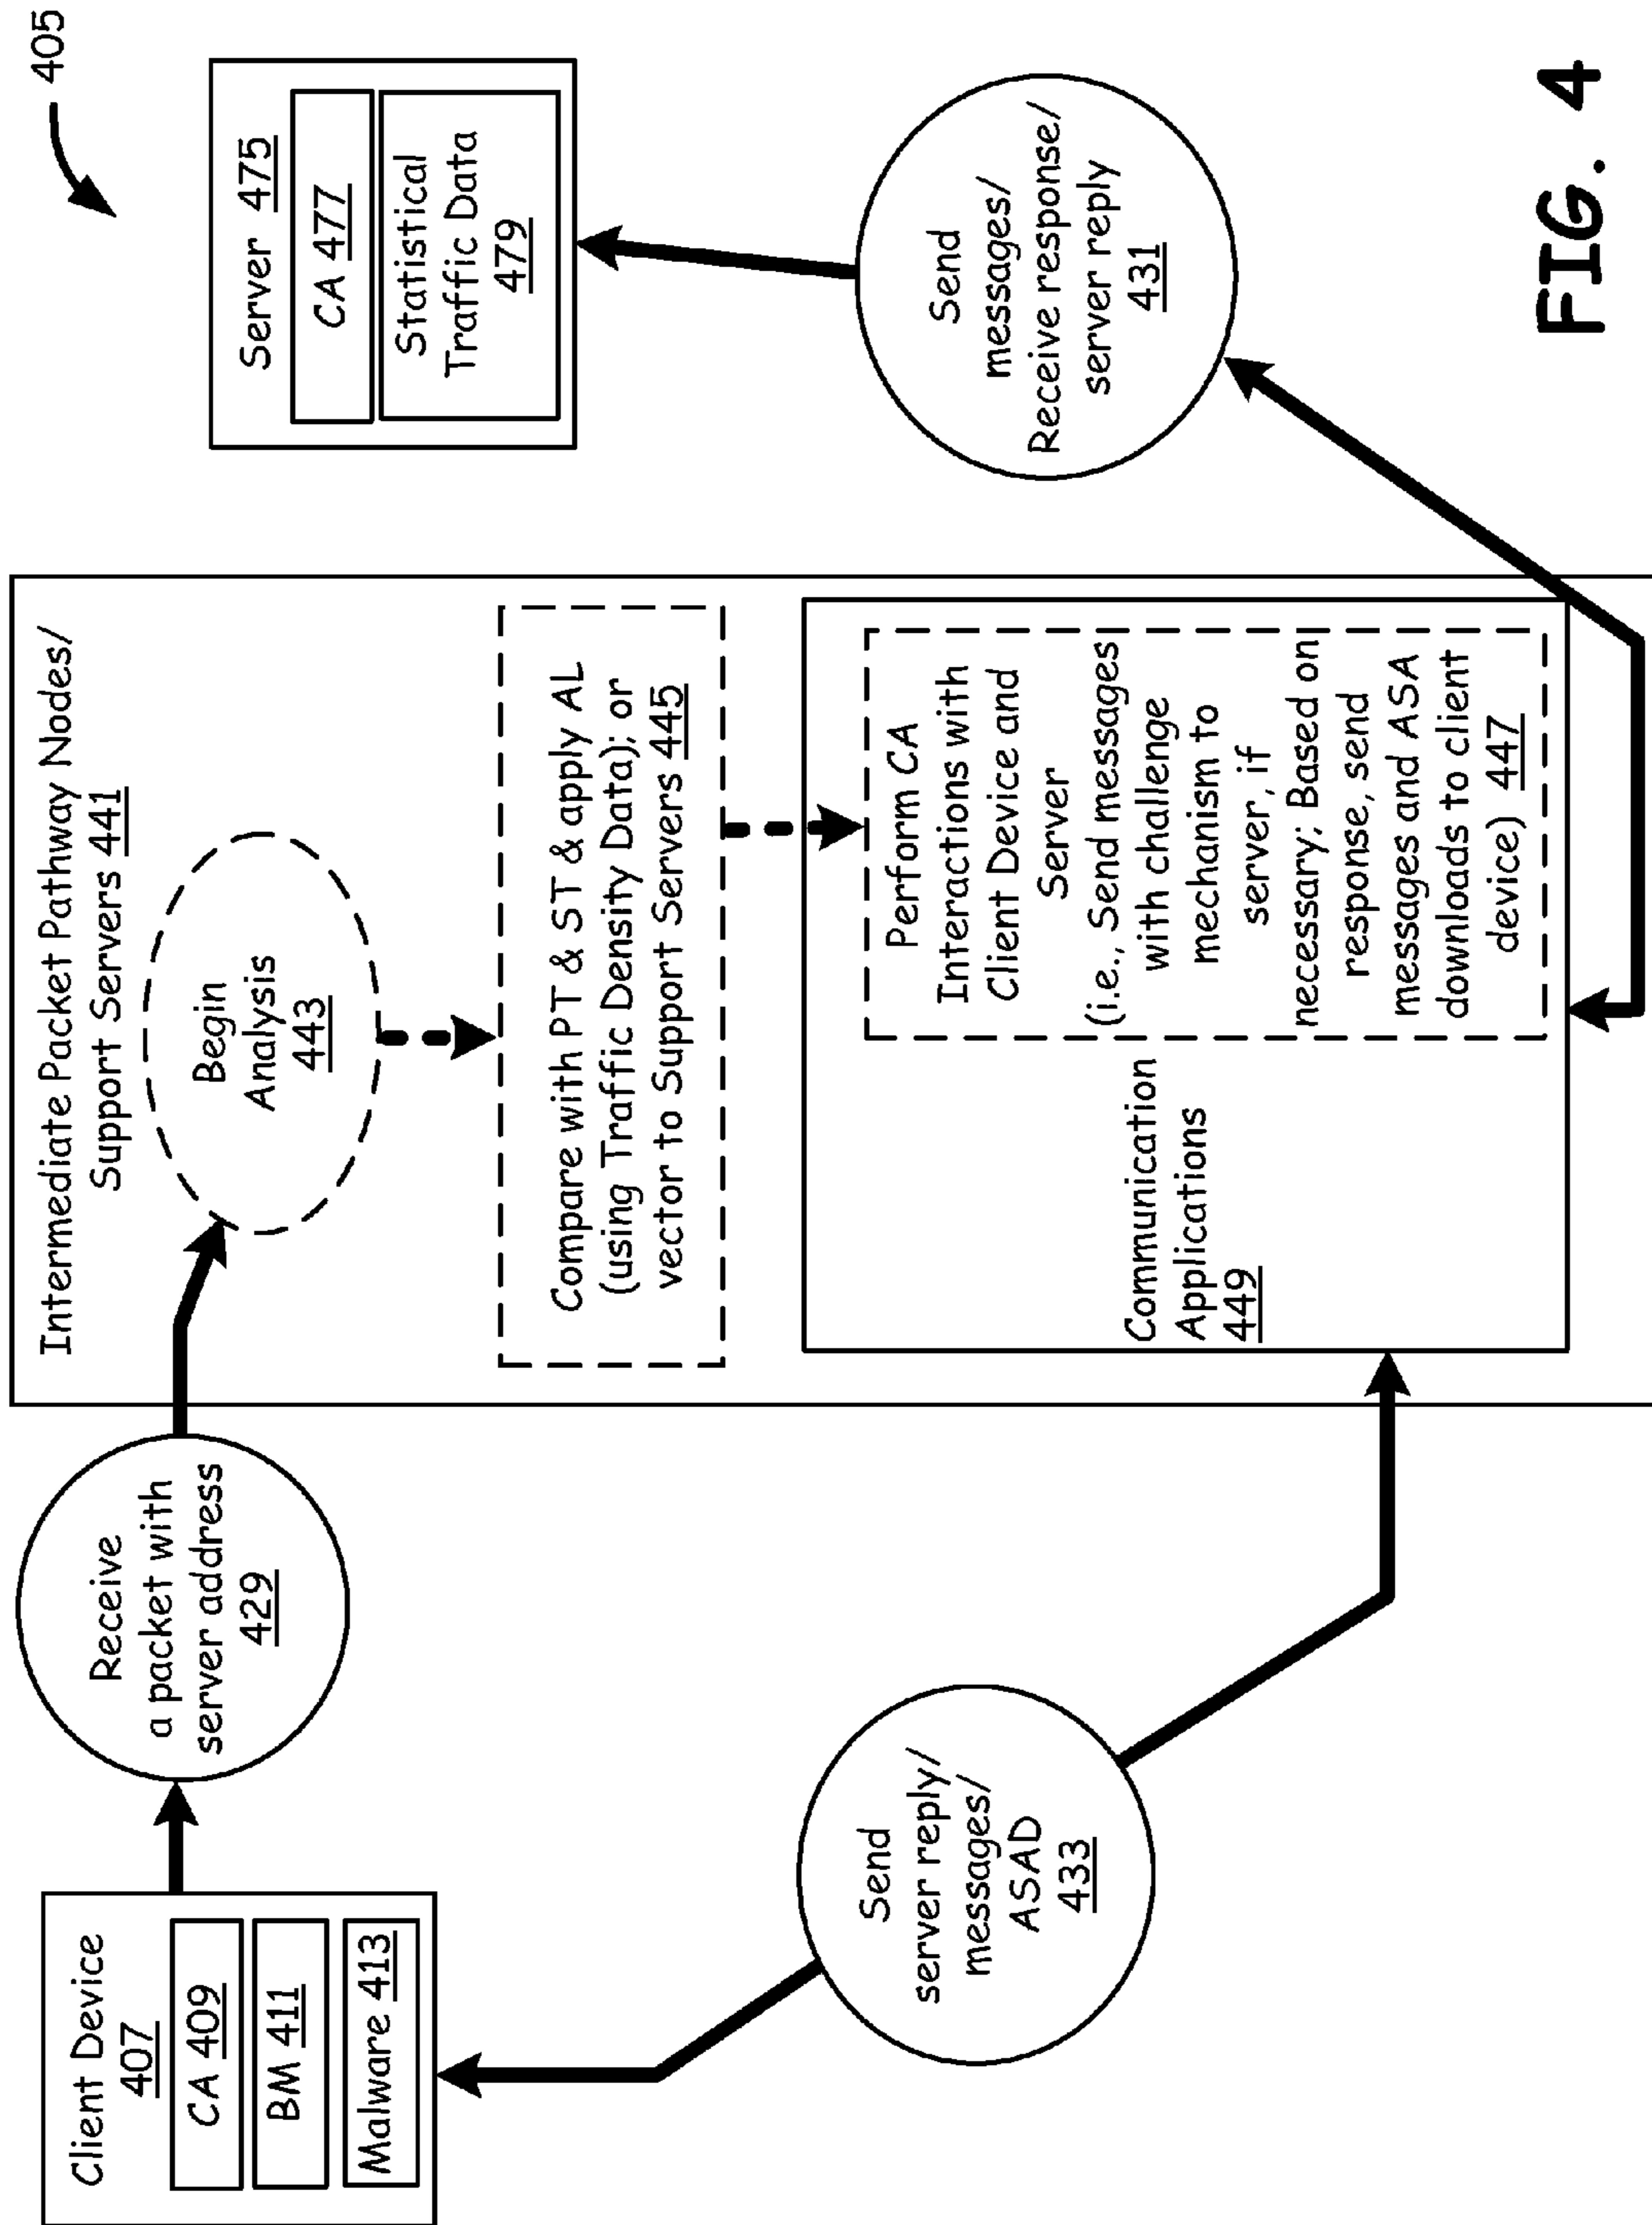 405
Client Device
407
CA 409
BM 411
Malware 413
Receive
a packet with
server address
429
Intermediate Packet Pathway Nodes/
Support Servers 441
Begin
Analysis
443
Compare with PT & ST & apply AL
(using Traffic Density Data); or
vector to Support Servers 445
Communication
Applications
449
Perform CA
Interactions with
Client Device and
Server
(i.e., Send messages
with challenge
mechanism to
server, if
necessary; Based on
response, send
messages and ASA
downloads to client
device) 447
Server 475
CA 477
Statistical
Traffic Data
479
Send
server reply/
messages/
ASAD
433
Send
messages/
Receive response/
server reply
431
FIG. 4